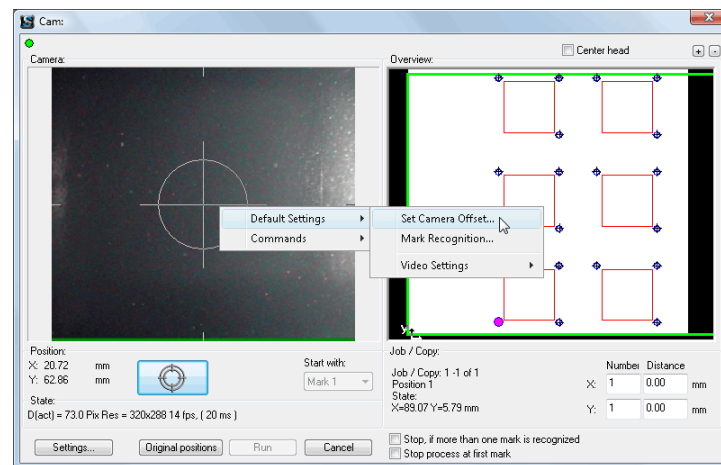 Cam:
Center head
+ -
Camera:
Overview:
Default Settings
Commands
Set Camera Offset...
Mark Recognition...
Video Settings
Position:
X: 20.72 mm
Y: 62.86 mm
Start with:
Mark 1
State:
D(act) = 73.0 Pix Res = 320x288 14 fps, ( 20 ms )
Settings...
Original positions
Run
Cancel
Job / Copy:
Job / Copy: 1 -1 of 1
Position 1
State:
X=89.07 Y=5.79 mm
Number Distance
X: 1 0.00 mm
Y: 1 0.00 mm
Stop, if more than one mark is recognized
Stop process at first mark